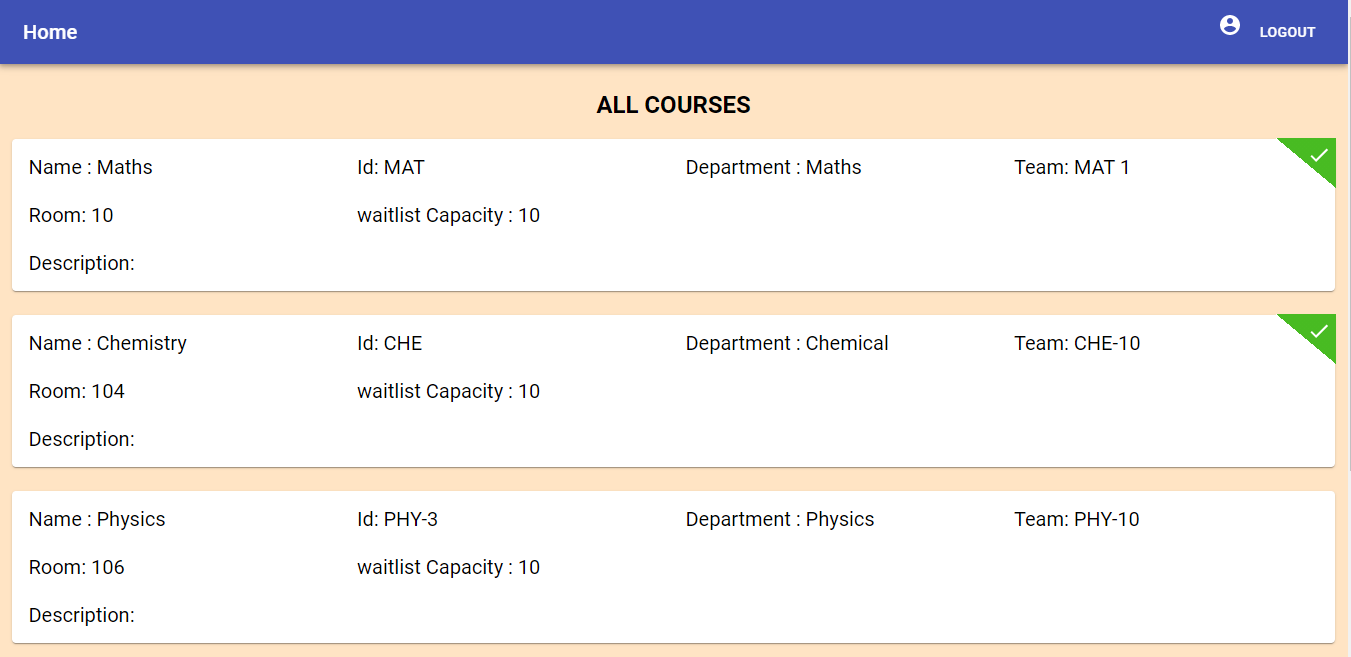 Home
LOGOUT
ALL COURSES
Name : Maths Id: MAT Department : Maths Team: MAT 1
Room: 10 waitlist Capacity : 10
Description:
Name : Chemistry Id: CHE Department : Chemical Team: CHE-10
Room: 104 waitlist Capacity : 10
Description:
Name : Physics Id: PHY-3 Department : Physics Team: PHY-10
Room: 106 waitlist Capacity : 10
Description: